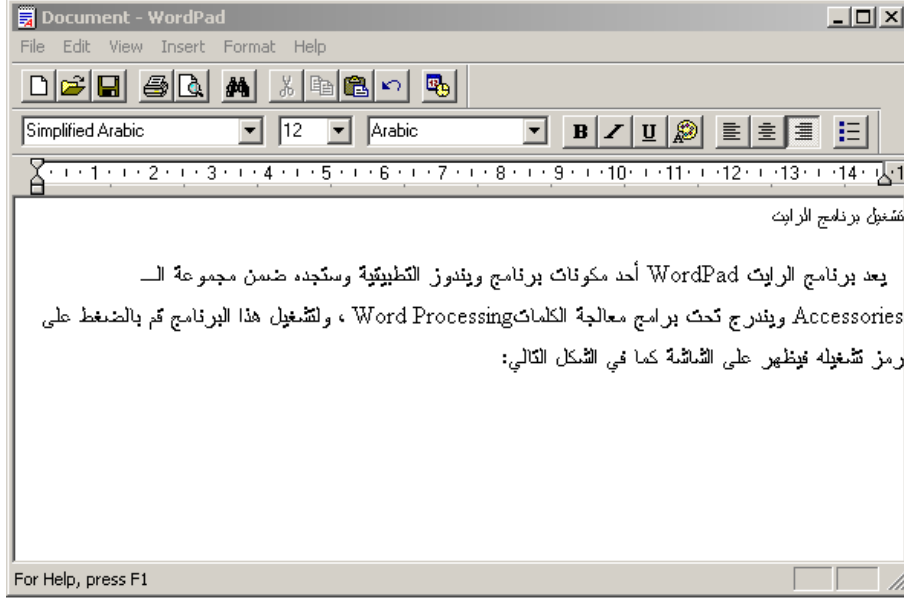 Document - WordPad
File Edit View Insert Format Help
Simplified Arabic 12 Arabic B I U
1 2 3 4 5 6 7 8 9 10 11 12 13 14 1
تشغيل برنامج الرايت
يعد برنامج الرايت WordPad أحد مكونات برنامج ويندوز التطبيقية وستجده ضمن مجموعة الــ
Accessories ويندرج تحت برامج معالجة الكلماتWord Processing ، ولتشغيل هذا البرنامج قم بالضغط على
رمز تشغيله فيظهر على الشاشة كما في الشكل التالي:
For Help, press F1